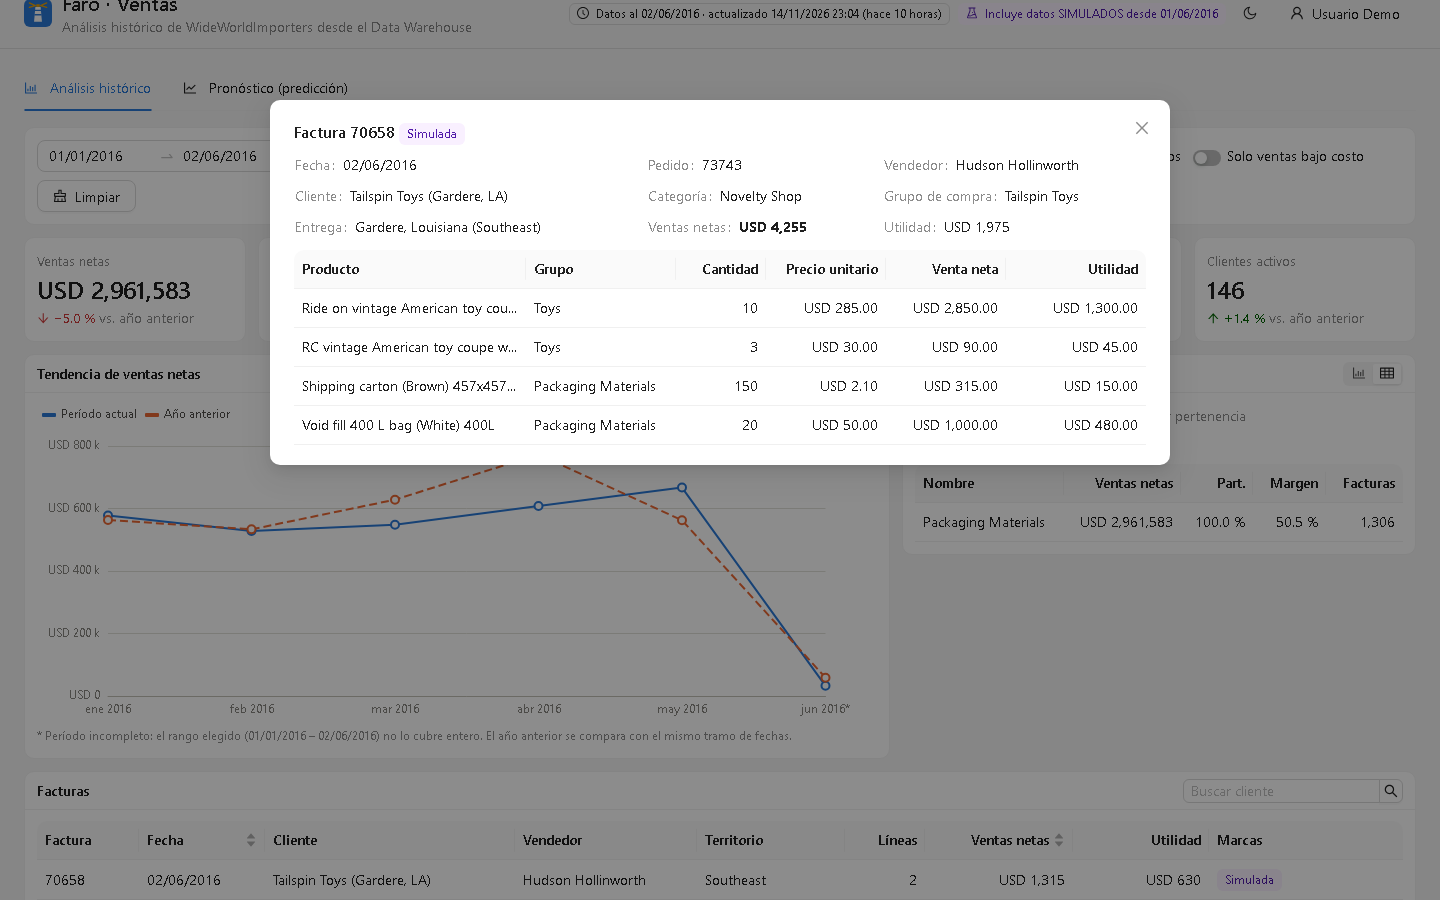 Faro · Ventas
Análisis histórico de WideWorldImporters desde el Data Warehouse
Datos al 02/06/2016 · actualizado 14/11/2026 23:04 (hace 10 horas)
Incluye datos SIMULADOS desde 01/06/2016
Usuario Demo
Análisis histórico
Pronóstico (predicción)
01/01/2016 → 02/06/2016
os Solo ventas bajo costo
Limpiar
Factura 70658 Simulada
Fecha: 02/06/2016 Pedido: 73743 Vendedor: Hudson Hollinworth
Cliente: Tailspin Toys (Gardere, LA) Categoría: Novelty Shop Grupo de compra: Tailspin Toys
Entrega: Gardere, Louisiana (Southeast) Ventas netas: USD 4,255 Utilidad: USD 1,975
Producto Grupo Cantidad Precio unitario Venta neta Utilidad
Ride on vintage American toy cou... Toys 10 USD 285.00 USD 2,850.00 USD 1,300.00
RC vintage American toy coupe w... Toys 3 USD 30.00 USD 90.00 USD 45.00
Shipping carton (Brown) 457x457... Packaging Materials 150 USD 2.10 USD 315.00 USD 150.00
Void fill 400 L bag (White) 400L Packaging Materials 20 USD 50.00 USD 1,000.00 USD 480.00
Ventas netas
USD 2,961,583
↓ −5.0 % vs. año anterior
Clientes activos
146
↑ +1.4 % vs. año anterior
Tendencia de ventas netas
Período actual Año anterior
USD 800 k
USD 600 k
USD 400 k
USD 200 k
USD 0
ene 2016 feb 2016 mar 2016 abr 2016 may 2016 jun 2016*
* Período incompleto: el rango elegido (01/01/2016 – 02/06/2016) no lo cubre entero. El año anterior se compara con el mismo tramo de fechas.
pertenencia
Nombre Ventas netas Part. Margen Facturas
Packaging Materials USD 2,961,583 100.0 % 50.5 % 1,306
Facturas
Buscar cliente
Factura Fecha Cliente Vendedor Territorio Líneas Ventas netas Utilidad Marcas
70658 02/06/2016 Tailspin Toys (Gardere, LA) Hudson Hollinworth Southeast 2 USD 1,315 USD 630 Simulada